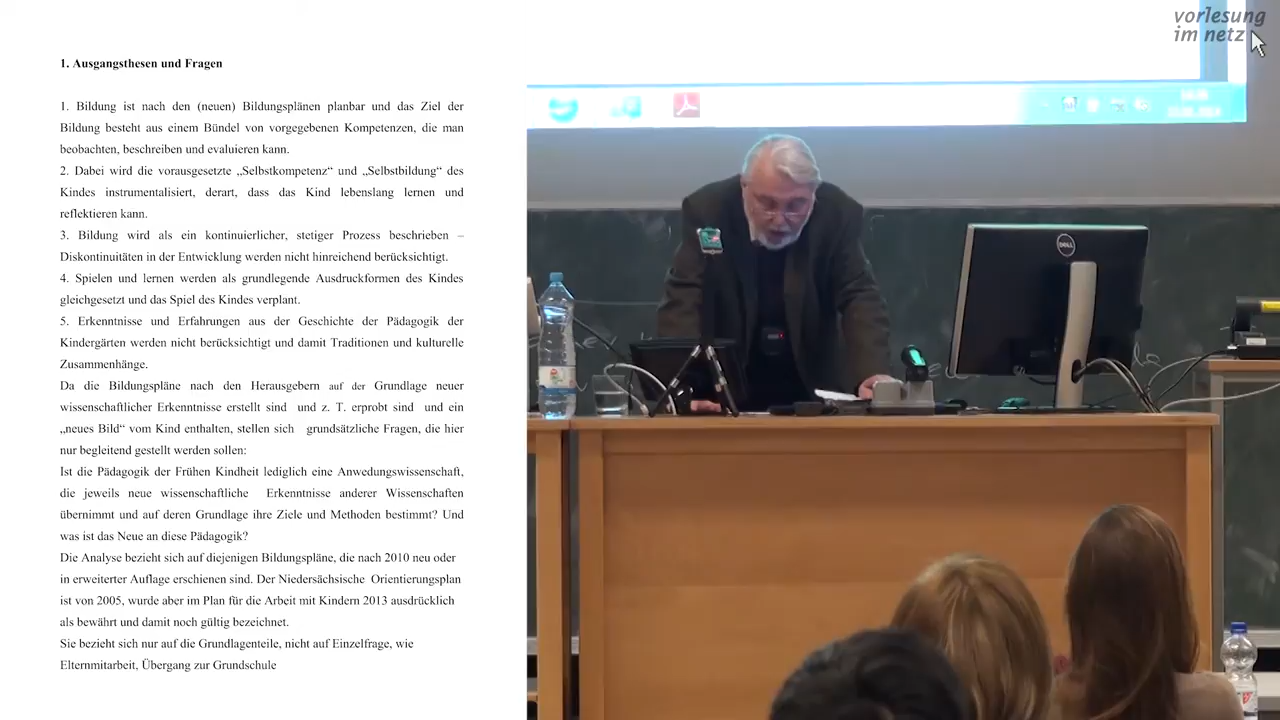 vorlesung
im netz
1. Ausgangsthesen und Fragen
1. Bildung ist nach den (neuen) Bildungsplänen planbar und das Ziel der
Bildung besteht aus einem Bündel von vorgegebenen Kompetenzen, die man
beobachten, beschreiben und evaluieren kann.
2. Dabei wird die vorausgesetzte „Selbstkompetenz“ und „Selbstbildung“ des
Kindes instrumentalisiert, derart, dass das Kind lebenslang lernen und
reflektieren kann.
3. Bildung wird als ein kontinuierlicher, stetiger Prozess beschrieben –
Diskontinuitäten in der Entwicklung werden nicht hinreichend berücksichtigt.
4. Spielen und lernen werden als grundlegende Ausdruckformen des Kindes
gleichgesetzt und das Spiel des Kindes verplant.
5. Erkenntnisse und Erfahrungen aus der Geschichte der Pädagogik der
Kindergärten werden nicht berücksichtigt und damit Traditionen und kulturelle
Zusammenhänge.
Da die Bildungspläne nach den Herausgebern auf der Grundlage neuer
wissenschaftlicher Erkenntnisse erstellt sind und z. T. erprobt sind und ein
„neues Bild“ vom Kind enthalten, stellen sich grundsätzliche Fragen, die hier
nur begleitend gestellt werden sollen:
Ist die Pädagogik der Frühen Kindheit lediglich eine Anwedungswissenschaft,
die jeweils neue wissenschaftliche Erkenntnisse anderer Wissenschaften
übernimmt und auf deren Grundlage ihre Ziele und Methoden bestimmt? Und
was ist das Neue an diese Pädagogik?
Die Analyse bezieht sich auf diejenigen Bildungspläne, die nach 2010 neu oder
in erweiterter Auflage erschienen sind. Der Niedersächsische Orientierungsplan
ist von 2005, wurde aber im Plan für die Arbeit mit Kindern 2013 ausdrücklich
als bewährt und damit noch gültig bezeichnet.
Sie bezieht sich nur auf die Grundlagenteile, nicht auf Einzelfrage, wie
Elternmitarbeit, Übergang zur Grundschule
DELL